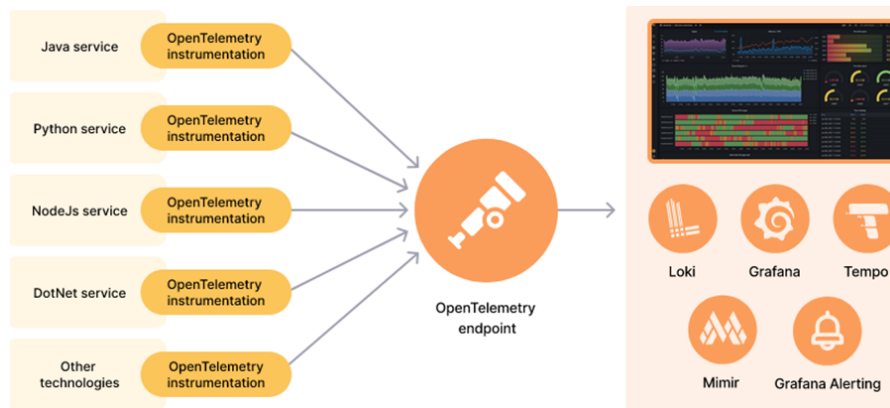 Java service
OpenTelemetry
instrumentation
Python service
OpenTelemetry
instrumentation
NodeJs service
OpenTelemetry
instrumentation
DotNet service
OpenTelemetry
instrumentation
Other
technologies
OpenTelemetry
instrumentation
OpenTelemetry
endpoint
Loki
Grafana
Tempo
Mimir
Grafana Alerting